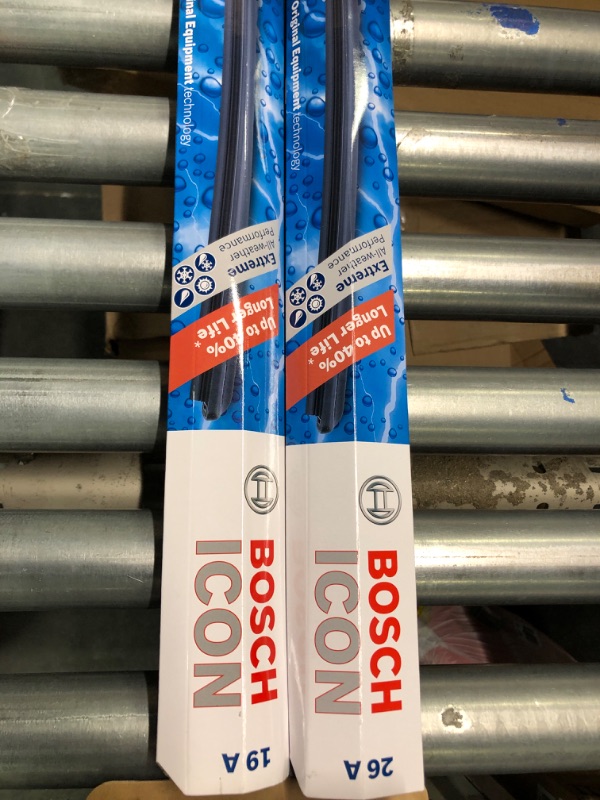 Original Equipment technology
Extreme
All-weather
Performance
Up to 40%*
Longer Life
BOSCH
ICON
19 A
Original Equipment technology
Extreme
All-weather
Performance
Up to 40%*
Longer Life
BOSCH
ICON
26 A